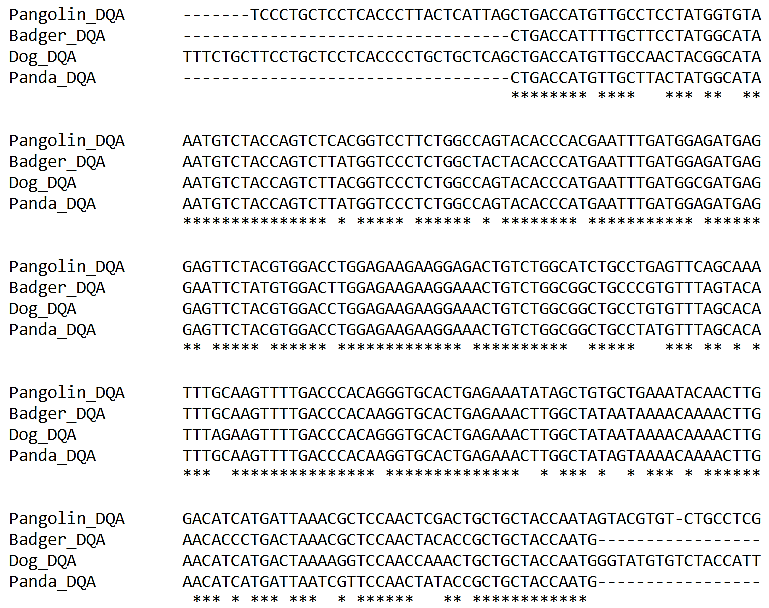 Pangolin_DQA -------TCCCTGCTCCTCACCCTTACTCATTAGCTGACCATGTTGCCTCCTATGGTGTA
Badger_DQA ----------------------------------CTGACCATTTTGCTTCCTATGGCATA
Dog_DQA TTTCTGCTTCCTGCTCCTCACCCCTGCTGCTCAGCTGACCATGTTGCCAACTACGGCATA
Panda_DQA ----------------------------------CTGACCATGTTGCTTACTATGGCATA
******** **** *** ** **
Pangolin_DQA AATGTCTACCAGTCTCACGGTCCTTCTGGCCAGTACACCCACGAATTTGATGGAGATGAG
Badger_DQA AATGTCTACCAGTCTTATGGTCCCTCTGGCTACTACACCCATGAATTTGATGGAGATGAG
Dog_DQA AATGTCTACCAGTCTTACGGTCCCTCTGGCCAGTACACCCATGAATTTGATGGCGATGAG
Panda_DQA AATGTCTACCAGTCTTATGGTCCCTCTGGCCAGTACACCCATGAATTTGATGGAGATGAG
*************** * ***** ****** * ******** *********** ******
Pangolin_DQA GAGTTCTACGTGGACCTGGAGAAGAAGGAGACTGTCTGGCATCTGCCTGAGTTCAGCAAA
Badger_DQA GAATTCTATGTGGACTTGGAGAAGAAGGAAACTGTCTGGCGGCTGCCCGTGTTTAGTACA
Dog_DQA GAGTTCTACGTGGACCTGGAGAAGAAGGAAACTGTCTGGCGGCTGCCTGTGTTTAGCACA
Panda_DQA GAGTTCTACGTGGACCTGGAGAAGAAGGAAACTGTCTGGCGGCTGCCTATGTTTAGCACA
** ***** ****** ************* ********** ***** *** ** * *
Pangolin_DQA TTTGCAAGTTTTGACCCACAGGGTGCACTGAGAAATATAGCTGTGCTGAAATACAACTTG
Badger_DQA TTTGCAAGTTTTGACCCACAAGGTGCACTGAGAAACTTGGCTATAATAAAACAAAACTTG
Dog_DQA TTTAGAAGTTTTGACCCACAGGGTGCACTGAGAAACTTGGCTATAATAAAACAAAACTTG
Panda_DQA TTTGCAAGTTTTGACCCACAAGGTGCACTGAGAAACTTGGCTATAGTAAAACAAAACTTG
*** *************** ************** * *** * * *** * ******
Pangolin_DQA GACATCATGATTAAACGCTCCAACTCGACTGCTGCTACCAATAGTACGTGT-CTGCCTCG
Badger_DQA AACACCCTGACTAAACGCTCCAACTACACCGCTGCTACCAATG-----------------
Dog_DQA AACATCATGACTAAAAGGTCCAACCAAACTGCTGCTACCAATGGGTATGTGTCTACCATT
Panda_DQA AACATCATGATTAATCGTTCCAACTATACCGCTGCTACCAATG-----------------
*** * *** *** * ****** ** ************